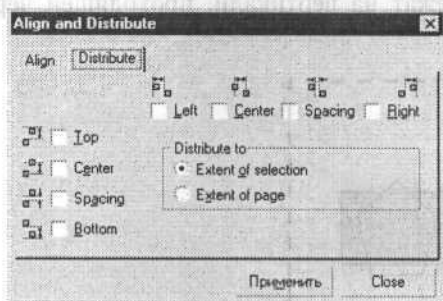 Align and Distribute
Align Distribute
Left Center Spacing Right
Top
Center
Spacing
Bottom
Distribute to
Extent of selection
Extent of page
Применить Close